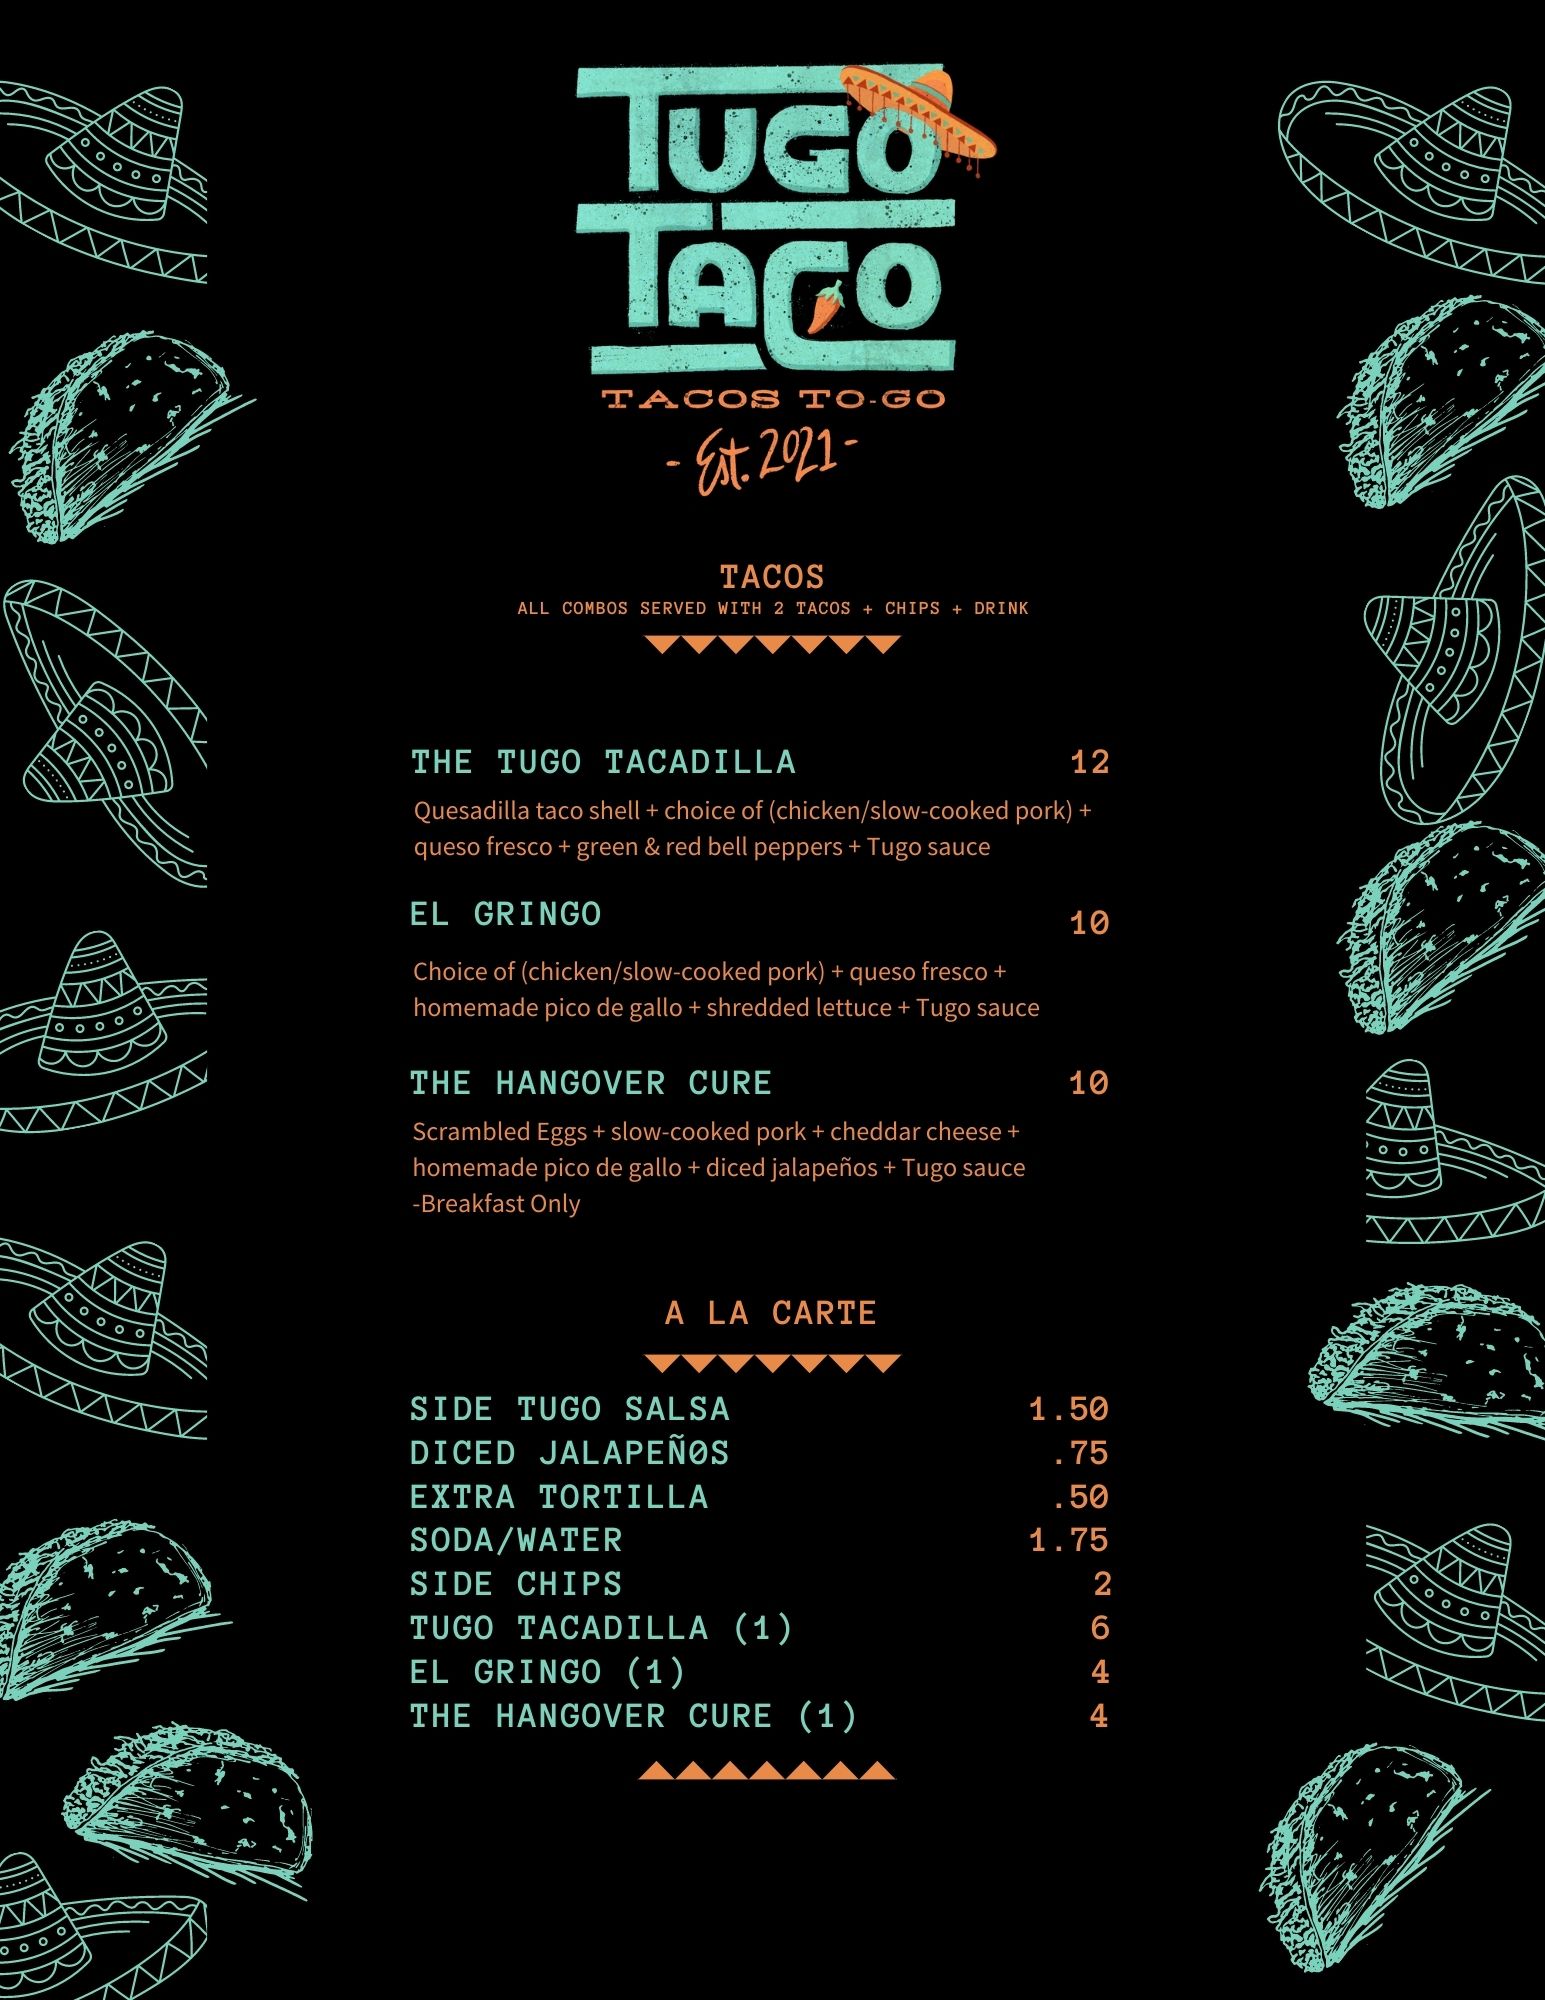 TUGO
TACO
TACOS TO-GO
- Est. 2021 -
TACOS
ALL COMBOS SERVED WITH 2 TACOS + CHIPS + DRINK
THE TUGO TACADILLA 12
Quesadilla taco shell + choice of (chicken/slow-cooked pork) +
queso fresco + green & red bell peppers + Tugo sauce
EL GRINGO 10
Choice of (chicken/slow-cooked pork) + queso fresco +
homemade pico de gallo + shredded lettuce + Tugo sauce
THE HANGOVER CURE 10
Scrambled Eggs + slow-cooked pork + cheddar cheese +
homemade pico de gallo + diced jalapeños + Tugo sauce
-Breakfast Only
A LA CARTE
SIDE TUGO SALSA 1.50
DICED JALAPEÑ0S .75
EXTRA TORTILLA .50
SODA/WATER 1.75
SIDE CHIPS 2
TUGO TACADILLA (1) 6
EL GRINGO (1) 4
THE HANGOVER CURE (1) 4